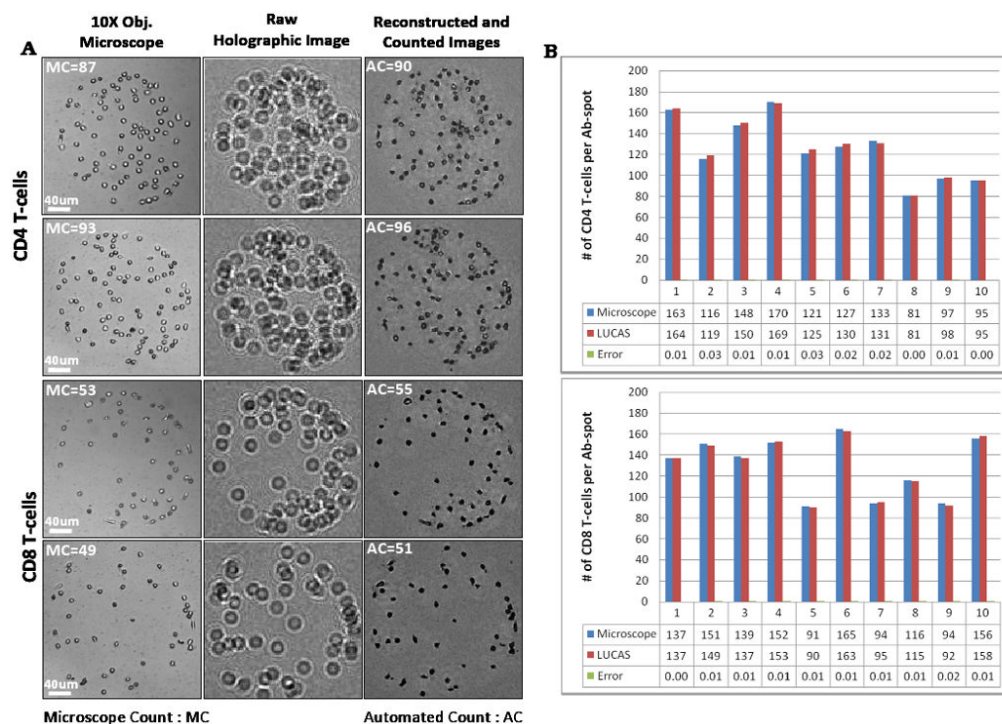 10X Obj.
Microscope
Raw
Holographic Image
Reconstructed and
Counted Images
A
CD4 T-cells
MC=87
40um
AC=90
MC=93
40um
AC=96
CD8 T-cells
MC=53
40um
AC=55
MC=49
40um
AC=51
Microscope Count : MC
Automated Count : AC
B
# of CD4 T-cells per Ab-spot
200
180
160
140
120
100
80
60
40
20
0
1 2 3 4 5 6 7 8 9 10
Microscope 163 116 148 170 121 127 133 81 97 95
LUCAS 164 119 150 169 125 130 131 81 98 95
Error 0.01 0.03 0.01 0.01 0.03 0.02 0.02 0.00 0.01 0.00
# of CD8 T-cells per Ab-spot
200
180
160
140
120
100
80
60
40
20
0
1 2 3 4 5 6 7 8 9 10
Microscope 137 151 139 152 91 165 94 116 94 156
LUCAS 137 149 137 153 90 163 95 115 92 158
Error 0.00 0.01 0.01 0.01 0.01 0.01 0.01 0.01 0.02 0.01